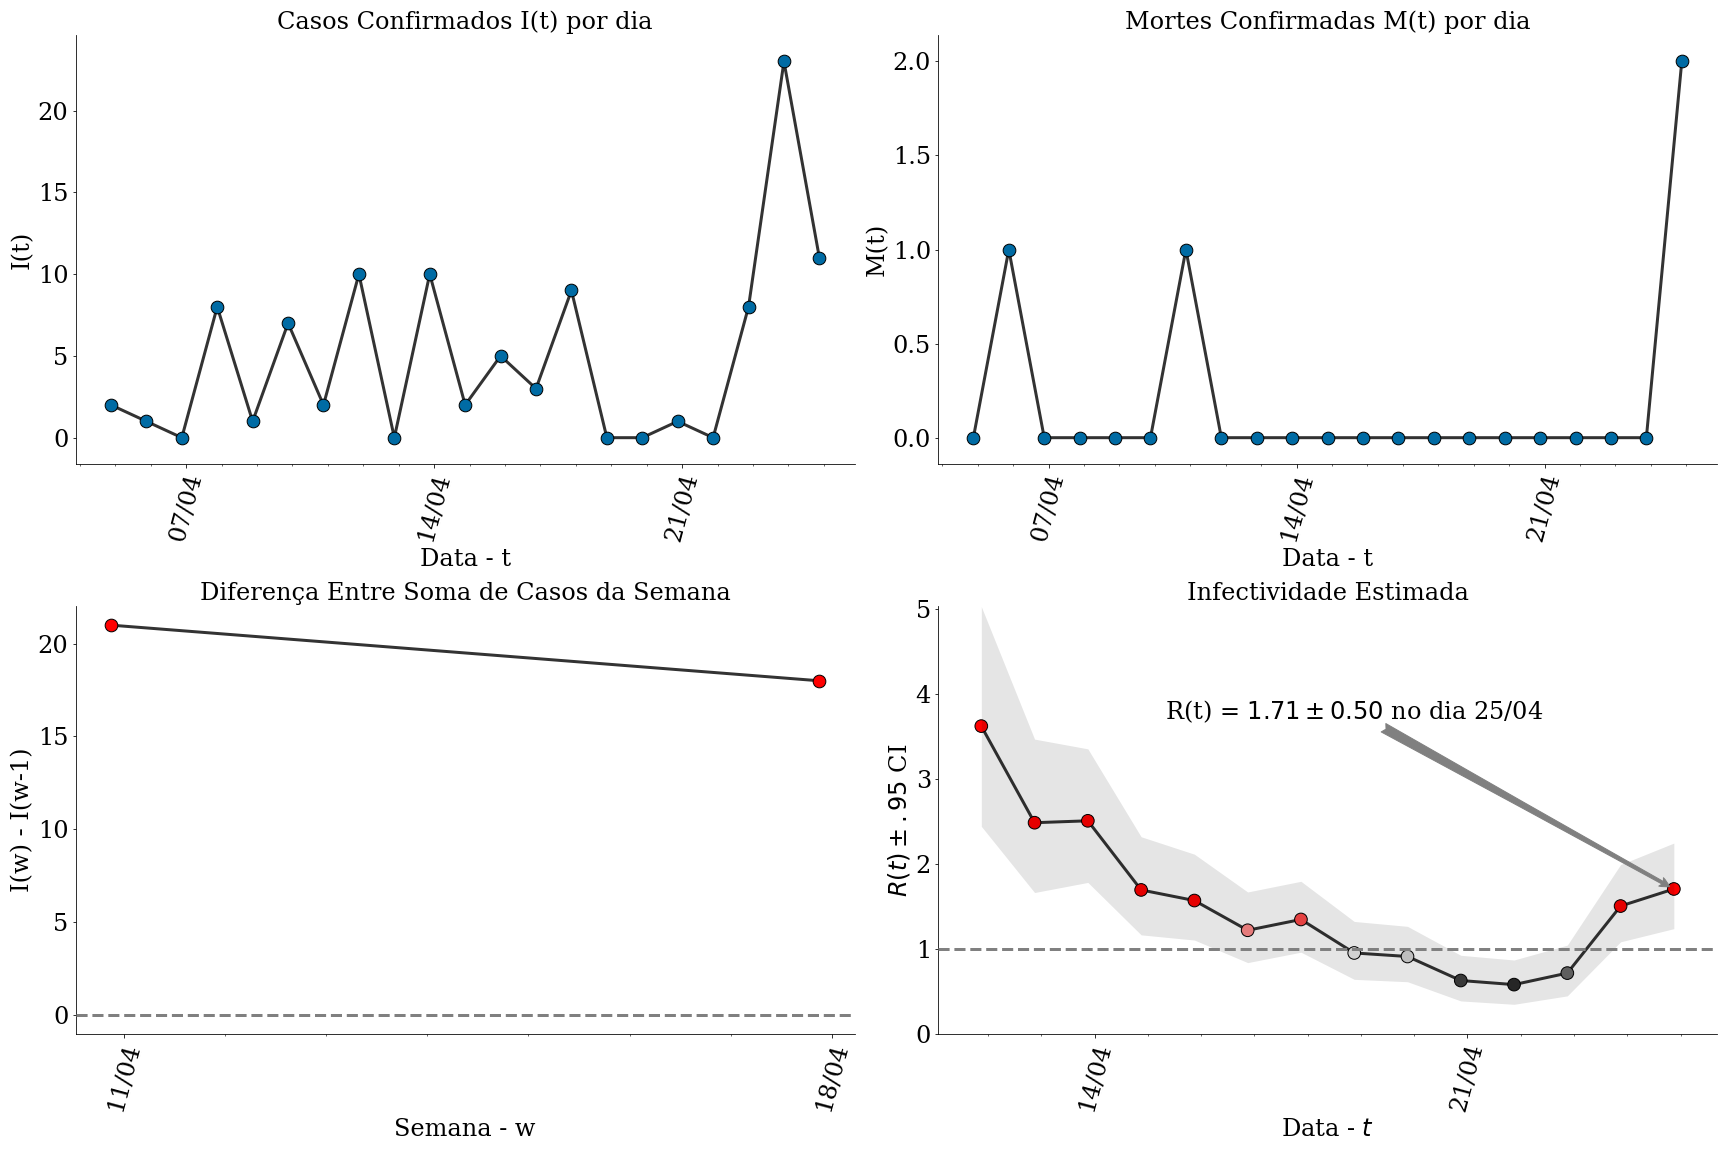 Casos Confirmados I(t) por dia
I(t)
20
15
10
5
0
07/04
14/04
21/04
Data - t
Mortes Confirmadas M(t) por dia
M(t)
2.0
1.5
1.0
0.5
0.0
07/04
14/04
21/04
Data - t
Diferença Entre Soma de Casos da Semana
I(w) - I(w-1)
20
15
10
5
0
11/04
18/04
Semana - w
Infectividade Estimada
R(t) ± .95 CI
5
4
3
2
1
0
R(t) = 1.71 ± 0.50 no dia 25/04
14/04
21/04
Data - t